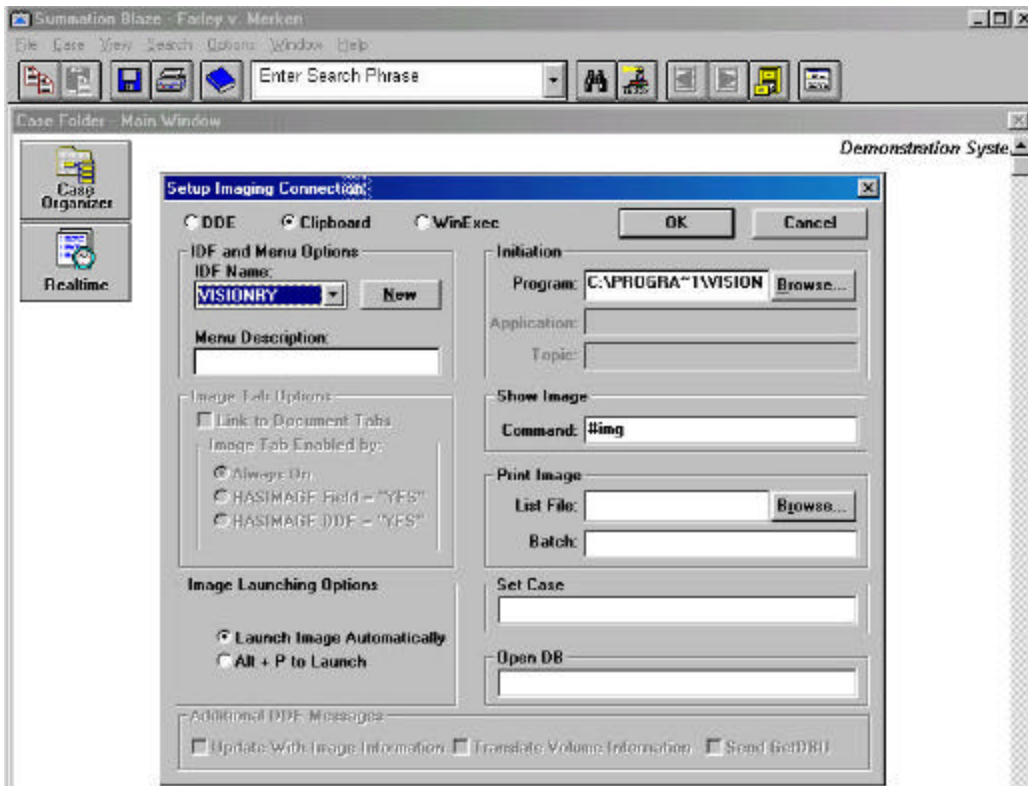 Summation Blaze - Farley v. Merken
File Case View Search Options Window Help
Enter Search Phrase
Case Folder - Main Window
Demonstration Syste
Case Organizer
Realtime
Setup Imaging Connection
DDE Clipboard WinExec OK Cancel
IDF and Menu Options
IDF Name:
VISIONRY New
Menu Description:
Image Tab Options
Link to Document Tabs
Image Tab Enabled by:
Always On
HASIMAGE Field = "YES"
HASIMAGE DDF = "YES"
Image Launching Options
Launch Image Automatically
Alt + P to Launch
Initiation
Program: C:\PROGRA~1\VISION Browse...
Application:
Topic:
Show Image
Command: #img
Print Image
List File: Browse...
Batch:
Set Case
Open DB
Additional DDE Messages
Update With Image Information Translate Volume Information Send